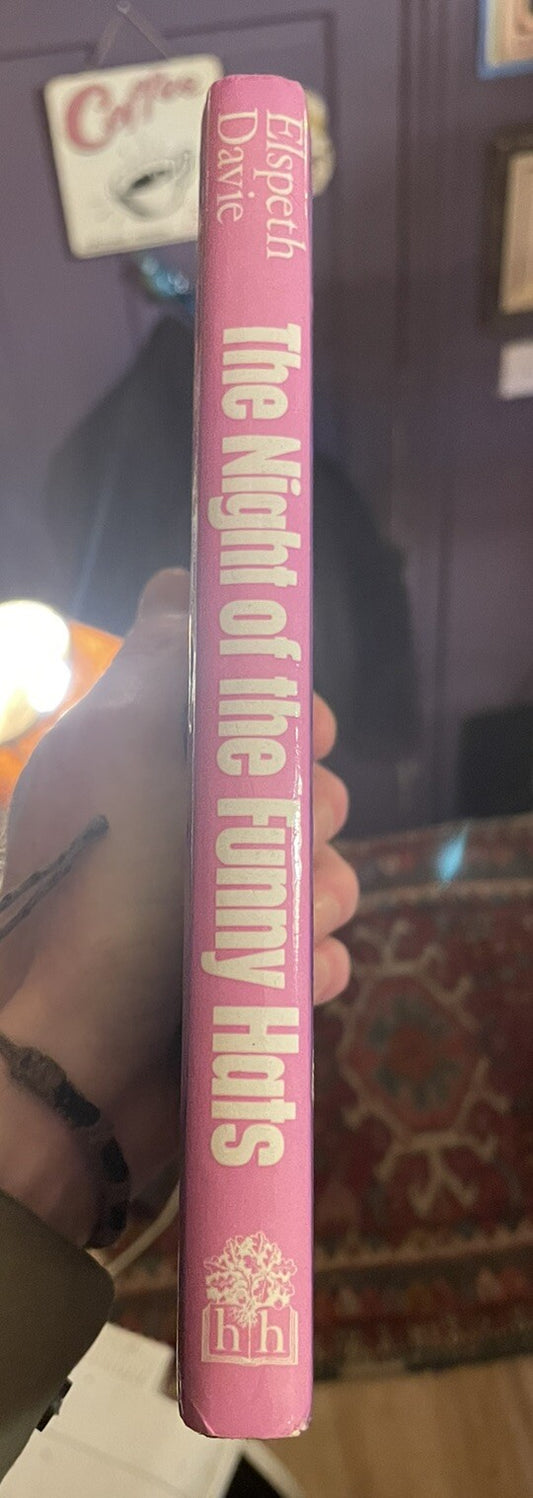 Coffee
Elspeth
Davie
The Night of the Funny Hats
hh